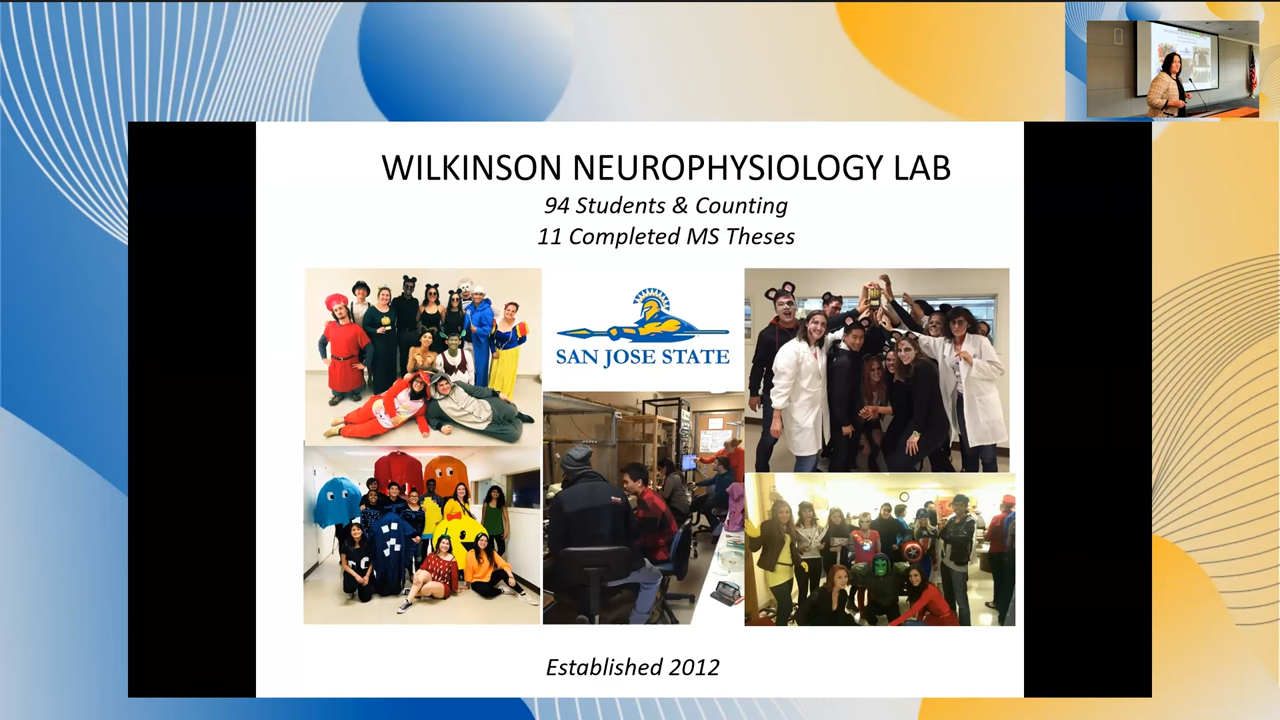 WILKINSON NEUROPHYSIOLOGY LAB
94 Students & Counting
11 Completed MS Theses
SAN JOSE STATE
Established 2012